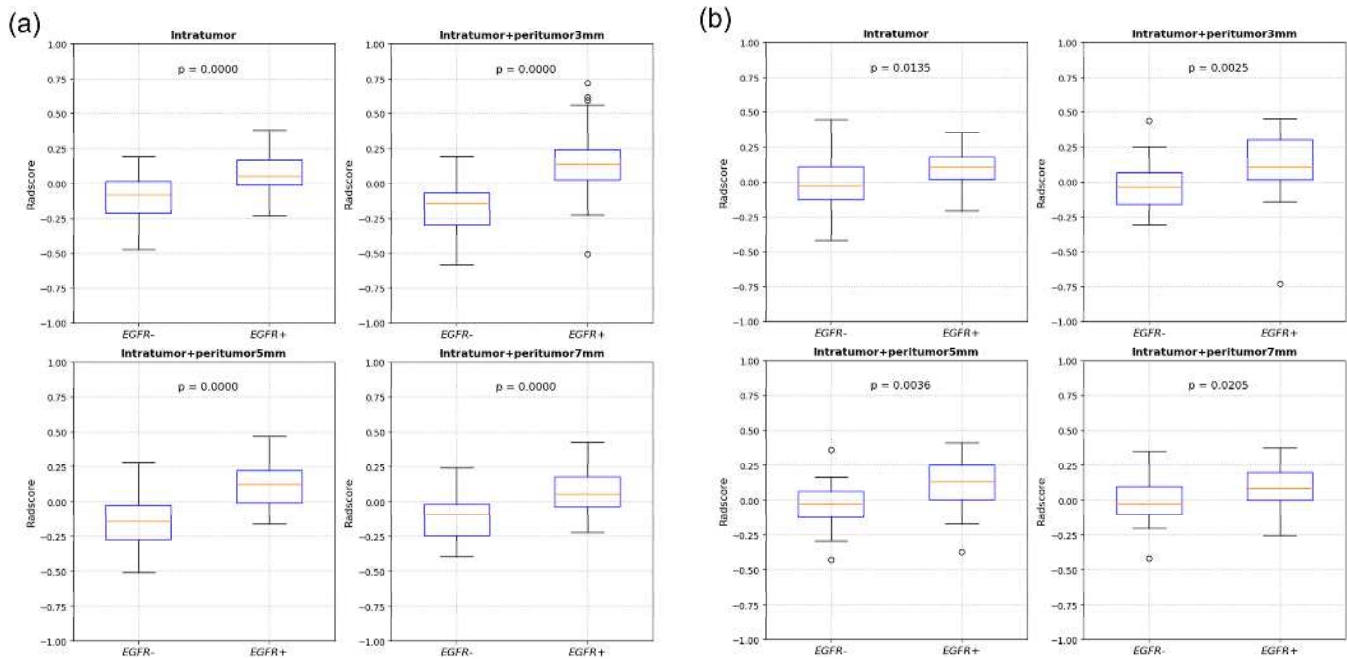 (a)
Intratumor
p = 0.0000
1.00
0.75
0.50
0.25
0.00
−0.25
−0.50
−0.75
−1.00
Radscore
EGFR-
EGFR+
Intratumor+peritumor3mm
p = 0.0000
1.00
0.75
0.50
0.25
0.00
−0.25
−0.50
−0.75
−1.00
Radscore
EGFR-
EGFR+
Intratumor+peritumor5mm
p = 0.0000
1.00
0.75
0.50
0.25
0.00
−0.25
−0.50
−0.75
−1.00
Radscore
EGFR-
EGFR+
Intratumor+peritumor7mm
p = 0.0000
1.00
0.75
0.50
0.25
0.00
−0.25
−0.50
−0.75
−1.00
Radscore
EGFR-
EGFR+
(b)
Intratumor
p = 0.0135
1.00
0.75
0.50
0.25
0.00
−0.25
−0.50
−0.75
−1.00
Radscore
EGFR-
EGFR+
Intratumor+peritumor3mm
p = 0.0025
1.00
0.75
0.50
0.25
0.00
−0.25
−0.50
−0.75
−1.00
Radscore
EGFR-
EGFR+
Intratumor+peritumor5mm
p = 0.0036
1.00
0.75
0.50
0.25
0.00
−0.25
−0.50
−0.75
−1.00
Radscore
EGFR-
EGFR+
Intratumor+peritumor7mm
p = 0.0205
1.00
0.75
0.50
0.25
0.00
−0.25
−0.50
−0.75
−1.00
Radscore
EGFR-
EGFR+